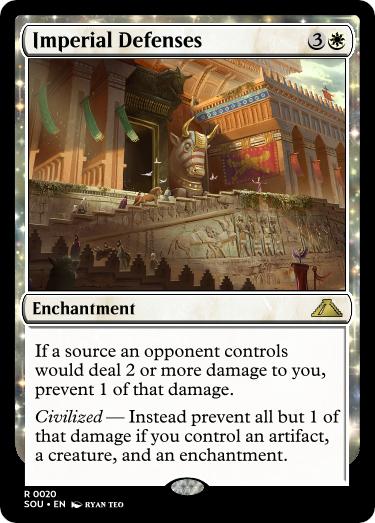 Imperial Defenses 3
Enchantment
If a source an opponent controls
would deal 2 or more damage to you,
prevent 1 of that damage.
Civilized — Instead prevent all but 1 of
that damage if you control an artifact,
a creature, and an enchantment.
R 0020
SOU • EN RYAN TEO